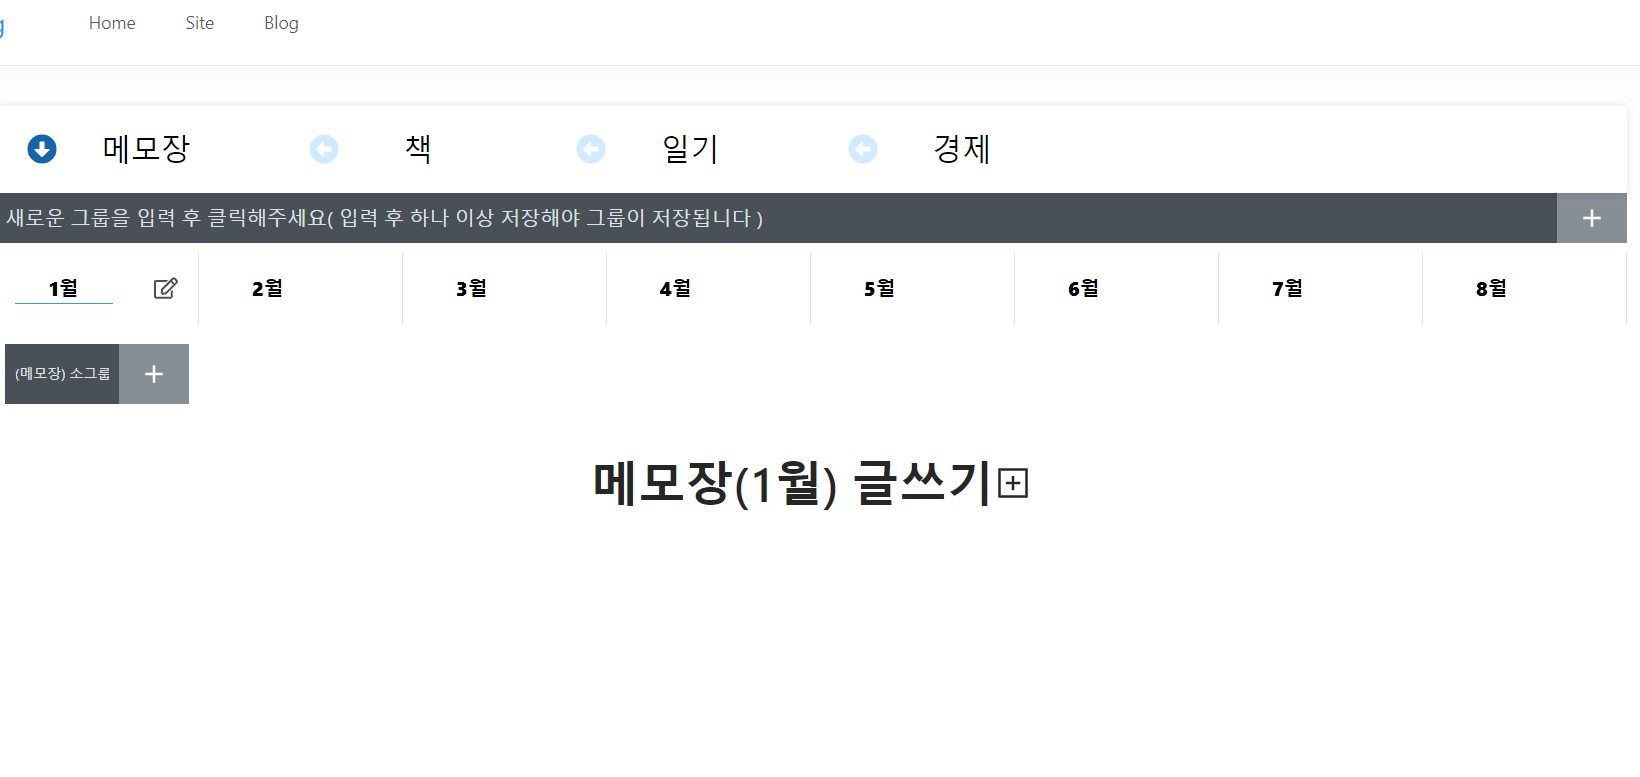 g Home Site Blog
메모장 책 일기 경제
새로운 그룹을 입력 후 클릭해주세요( 입력 후 하나 이상 저장해야 그룹이 저장됩니다 )
1월 2월 3월 4월 5월 6월 7월 8월
(메모장) 소그룹
메모장(1월) 글쓰기